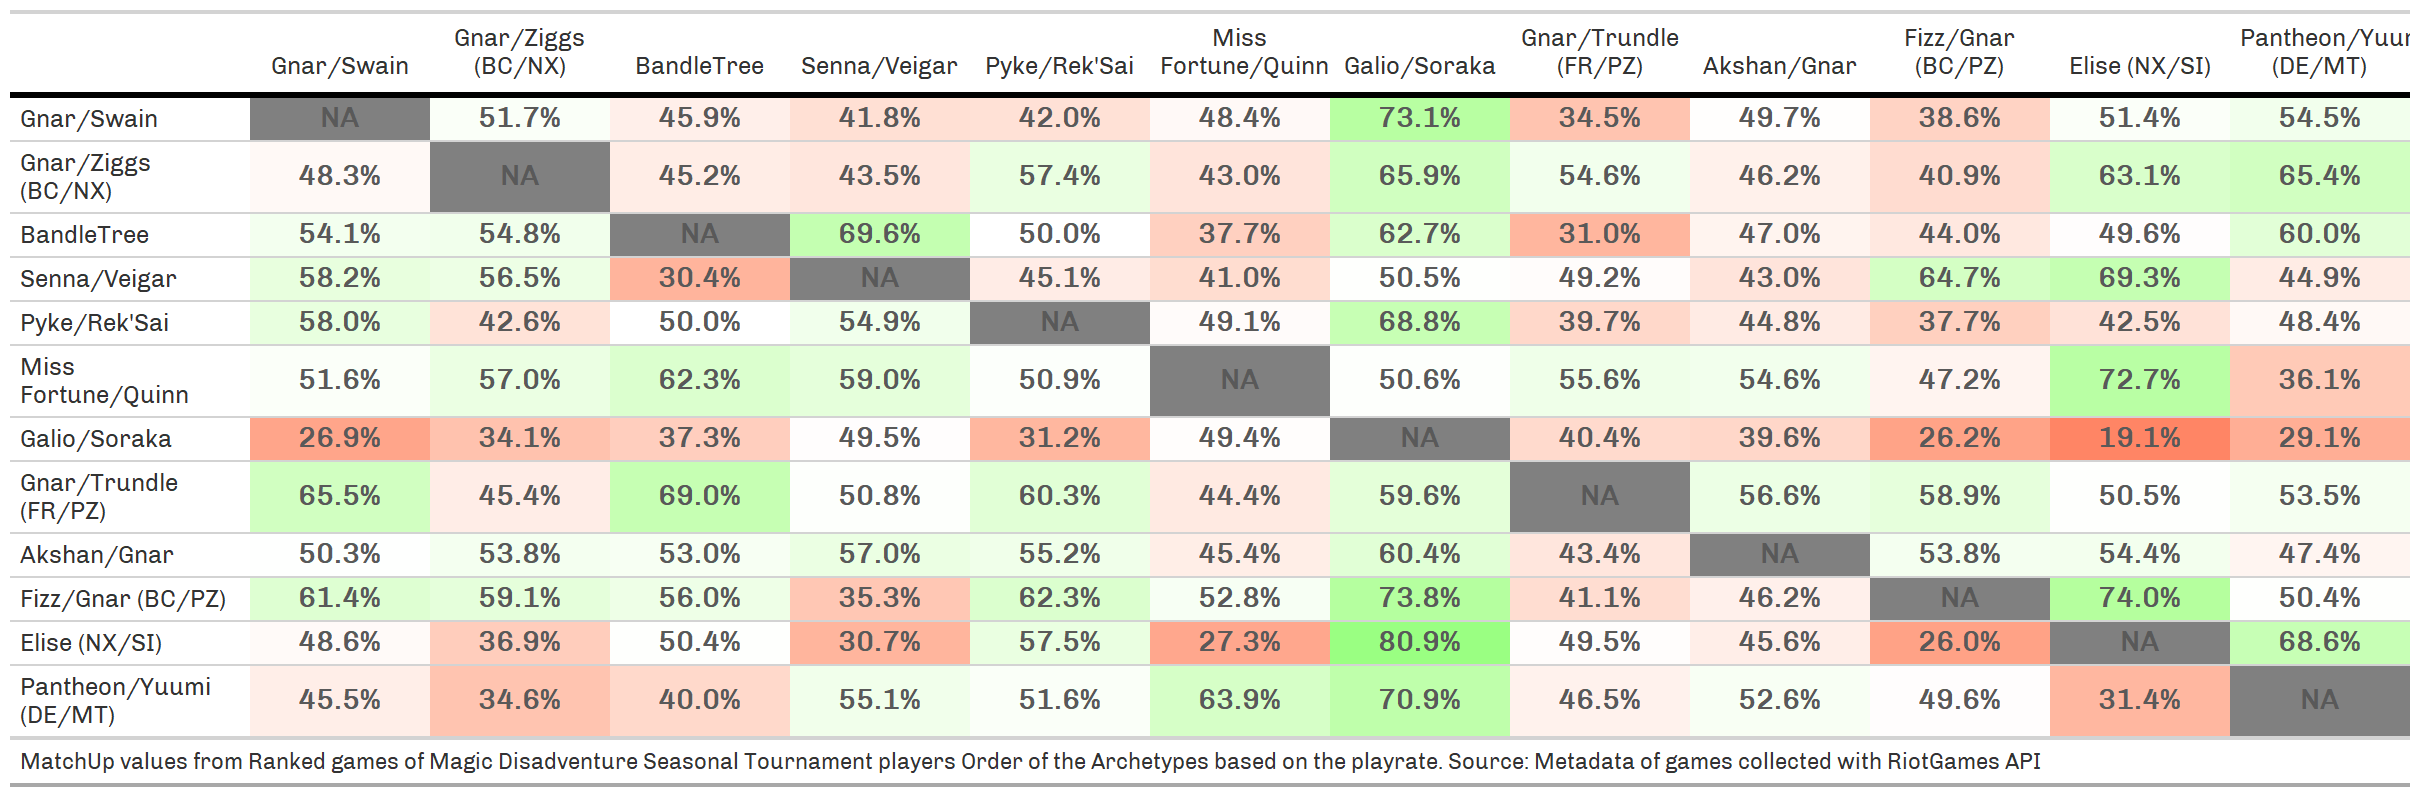 Gnar/Swain Gnar/Ziggs (BC/NX) BandleTree Senna/Veigar Pyke/Rek'Sai Miss Fortune/Quinn Galio/Soraka Gnar/Trundle (FR/PZ) Akshan/Gnar Fizz/Gnar (BC/PZ) Elise (NX/SI) Pantheon/Yuur (DE/MT)
Gnar/Swain NA 51.7% 45.9% 41.8% 42.0% 48.4% 73.1% 34.5% 49.7% 38.6% 51.4% 54.5%
Gnar/Ziggs (BC/NX) 48.3% NA 45.2% 43.5% 57.4% 43.0% 65.9% 54.6% 46.2% 40.9% 63.1% 65.4%
BandleTree 54.1% 54.8% NA 69.6% 50.0% 37.7% 62.7% 31.0% 47.0% 44.0% 49.6% 60.0%
Senna/Veigar 58.2% 56.5% 30.4% NA 45.1% 41.0% 50.5% 49.2% 43.0% 64.7% 69.3% 44.9%
Pyke/Rek'Sai 58.0% 42.6% 50.0% 54.9% NA 49.1% 68.8% 39.7% 44.8% 37.7% 42.5% 48.4%
Miss Fortune/Quinn 51.6% 57.0% 62.3% 59.0% 50.9% NA 50.6% 55.6% 54.6% 47.2% 72.7% 36.1%
Galio/Soraka 26.9% 34.1% 37.3% 49.5% 31.2% 49.4% NA 40.4% 39.6% 26.2% 19.1% 29.1%
Gnar/Trundle (FR/PZ) 65.5% 45.4% 69.0% 50.8% 60.3% 44.4% 59.6% NA 56.6% 58.9% 50.5% 53.5%
Akshan/Gnar 50.3% 53.8% 53.0% 57.0% 55.2% 45.4% 60.4% 43.4% NA 53.8% 54.4% 47.4%
Fizz/Gnar (BC/PZ) 61.4% 59.1% 56.0% 35.3% 62.3% 52.8% 73.8% 41.1% 46.2% NA 74.0% 50.4%
Elise (NX/SI) 48.6% 36.9% 50.4% 30.7% 57.5% 27.3% 80.9% 49.5% 45.6% 26.0% NA 68.6%
Pantheon/Yuumi (DE/MT) 45.5% 34.6% 40.0% 55.1% 51.6% 63.9% 70.9% 46.5% 52.6% 49.6% 31.4% NA
MatchUp values from Ranked games of Magic Disadventure Seasonal Tournament players Order of the Archetypes based on the playrate. Source: Metadata of games collected with RiotGames API